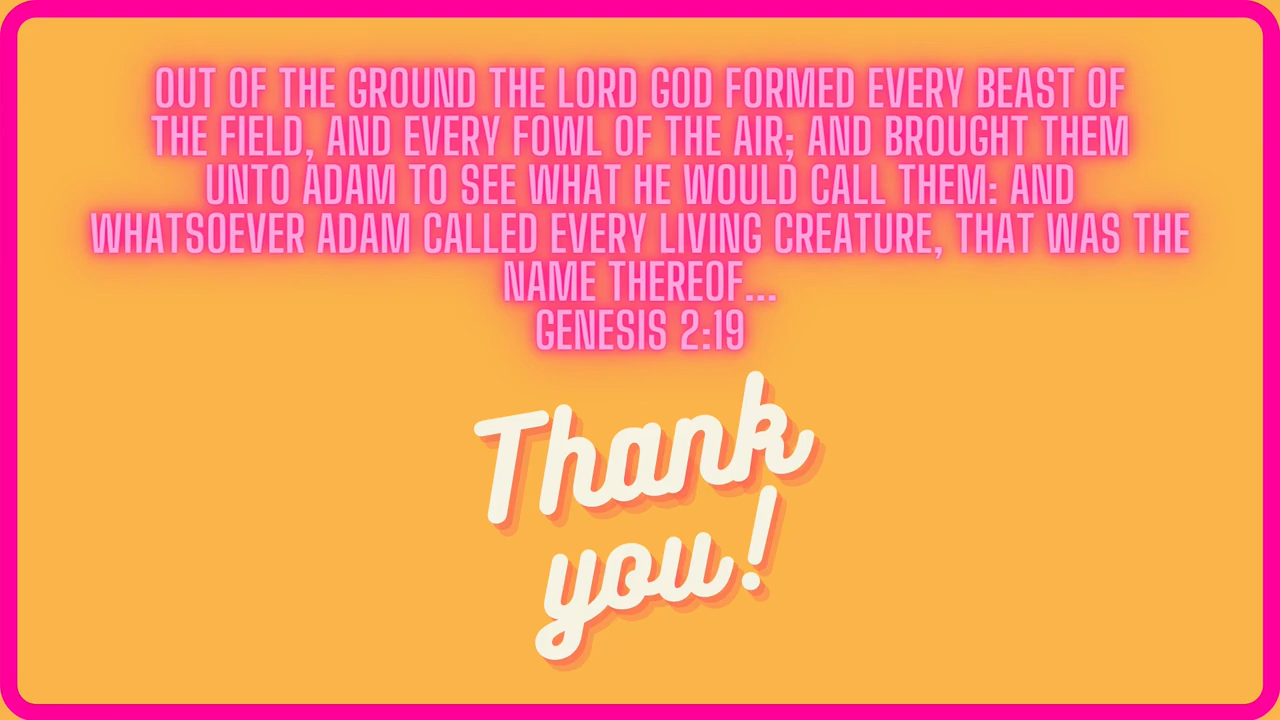 OUT OF THE GROUND THE LORD GOD FORMED EVERY BEAST OF
THE FIELD, AND EVERY FOWL OF THE AIR; AND BROUGHT THEM
UNTO ADAM TO SEE WHAT HE WOULD CALL THEM: AND
WHATSOEVER ADAM CALLED EVERY LIVING CREATURE, THAT WAS THE
NAME THEREOF...
GENESIS 2:19
Thank
you!